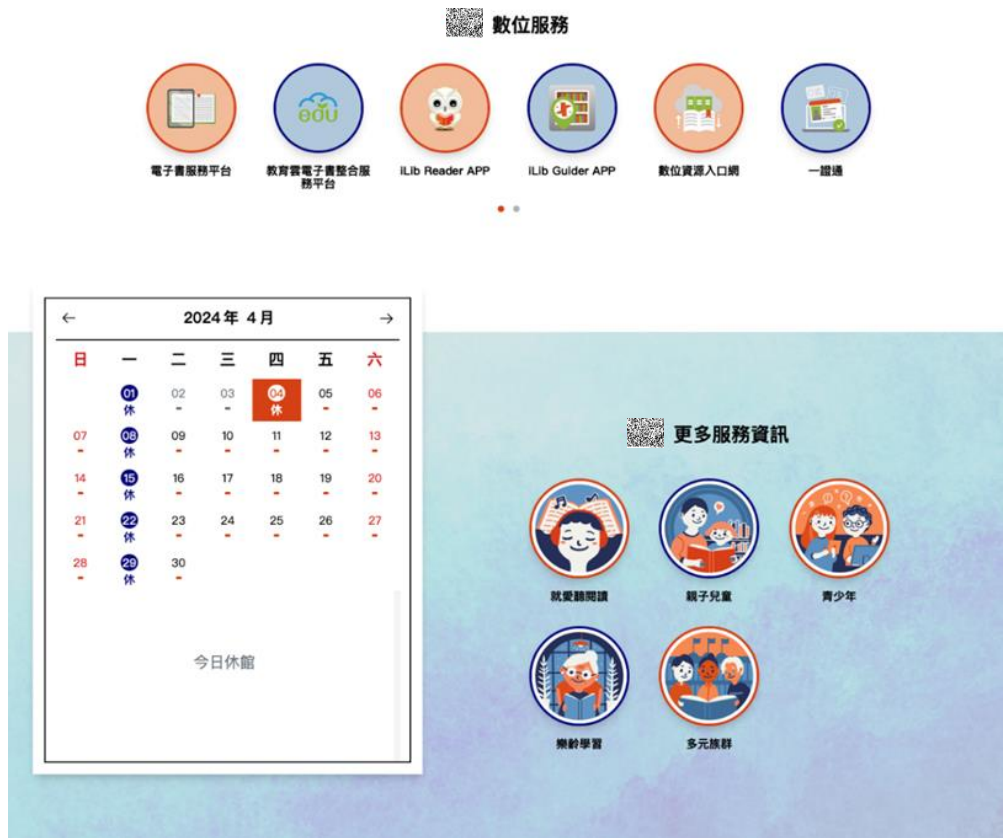 數位服務
edu
電子書服務平台
教育雲電子書整合服
務平台
iLib Reader APP
iLib Guider APP
數位資源入口網
一證通
← 2024 年 4 月 →
日 一 二 三 四 五 六
01 02 03 04 05 06
休 - - 休 - -
07 08 09 10 11 12 13
- 休 - - - - -
14 15 16 17 18 19 20
- 休 - - - - -
21 22 23 24 25 26 27
- 休 - - - - -
28 29 30
- 休 -
今日休館
更多服務資訊
就愛聽閱讀
親子兒童
青少年
樂齡學習
多元族群